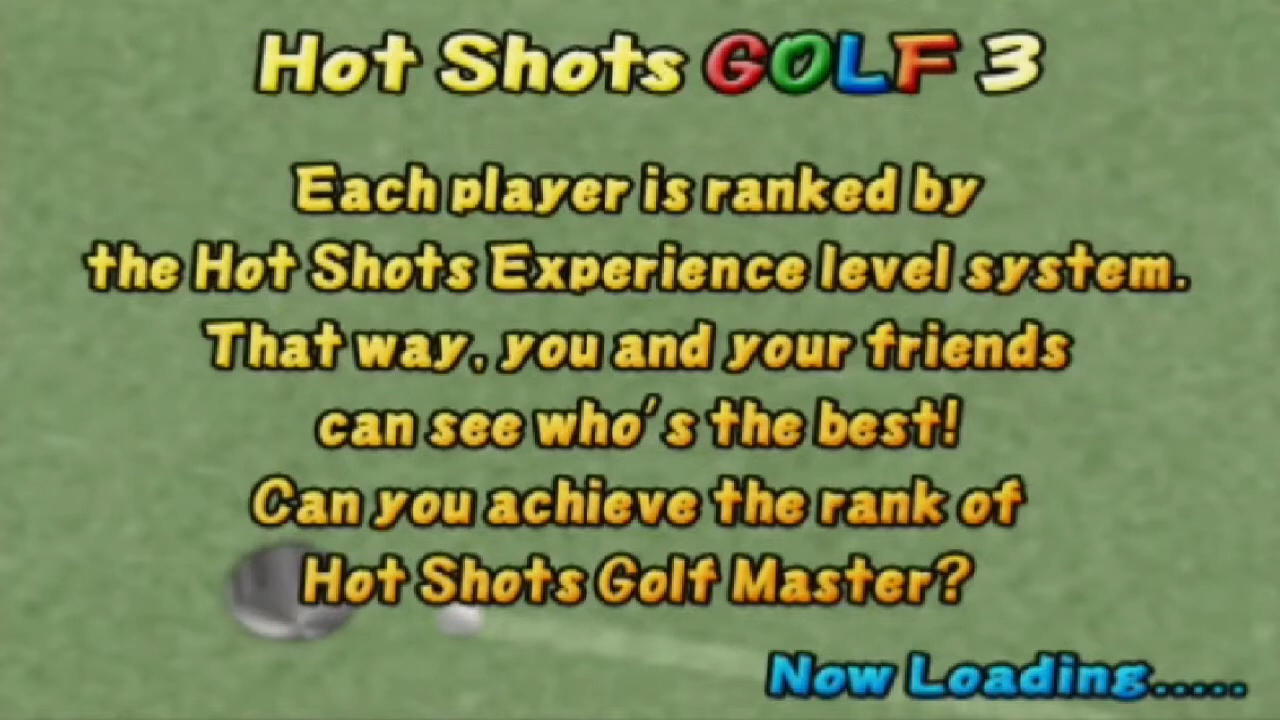 Hot Shots GOLF 3
Each player is ranked by
the Hot Shots Experience level system.
That way, you and your friends
can see who's the best!
Can you achieve the rank of
Hot Shots Golf Master?
Now Loading.....